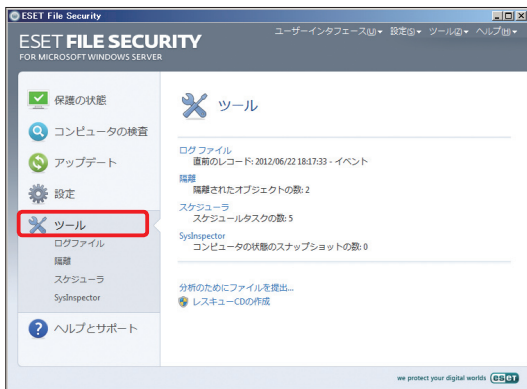 ESET File Security
ESET FILE SECURITY
FOR MICROSOFT WINDOWS SERVER
ユーザーインタフェース(U)▾ 設定(S)▾ ツール(Z)▾ ヘルプ(H)▾
保護の状態
コンピュータの検査
アップデート
設定
ツール
ログファイル
隔離
スケジューラ
SysInspector
ヘルプとサポート
ツール
ログ ファイル
直前のレコード: 2012/06/22 18:17:33 - イベント
隔離
隔離されたオブジェクトの数: 2
スケジューラ
スケジュールタスクの数: 5
SysInspector
コンピュータの状態のスナップショットの数: 0
分析のためにファイルを提出...
レスキューCDの作成
we protect your digital worlds eseT